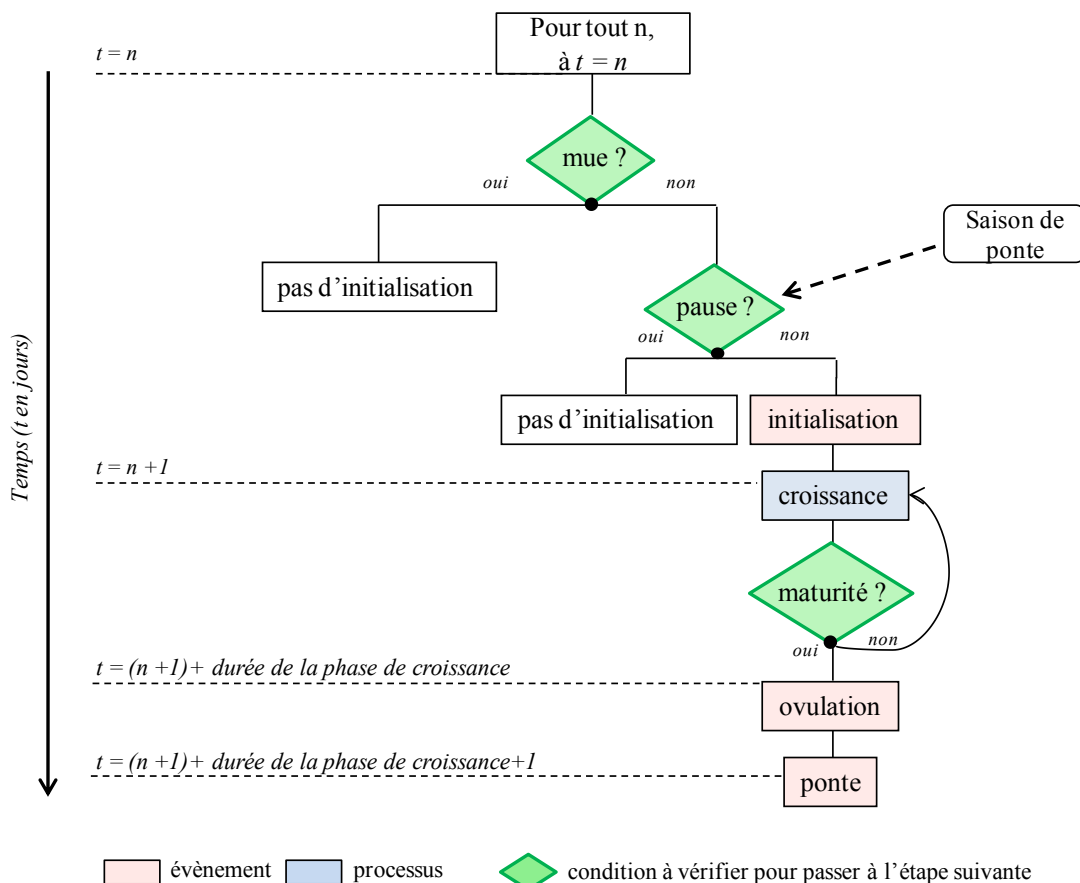 t = n
Pour tout n,
à t = n
mue ?
oui
non
Saison de
ponte
pas d’initialisation
pause ?
oui
non
pas d’initialisation
initialisation
Temps (t en jours)
t = n +1
croissance
maturité ?
oui
non
t = (n +1)+ durée de la phase de croissance
ovulation
t = (n +1)+ durée de la phase de croissance+1
ponte
évènement
processus
condition à vérifier pour passer à l’étape suivante